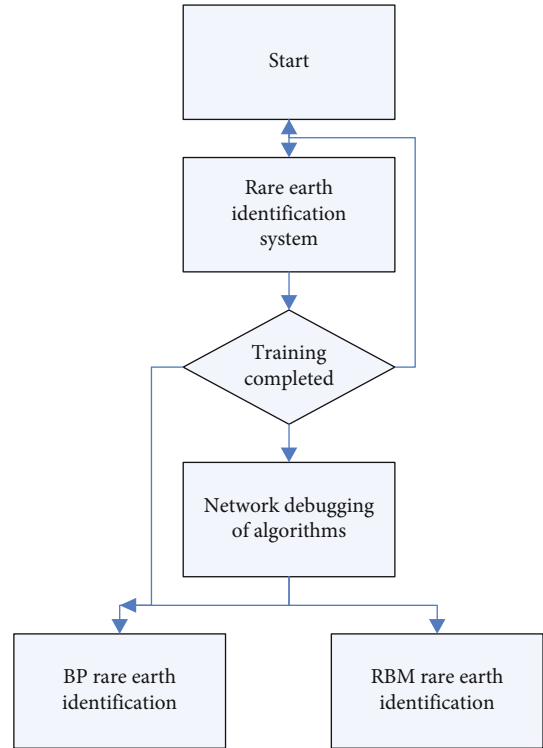 Start
Rare earth
identification
system
Training
completed
Network debugging
of algorithms
BP rare earth
identification
RBM rare earth
identification